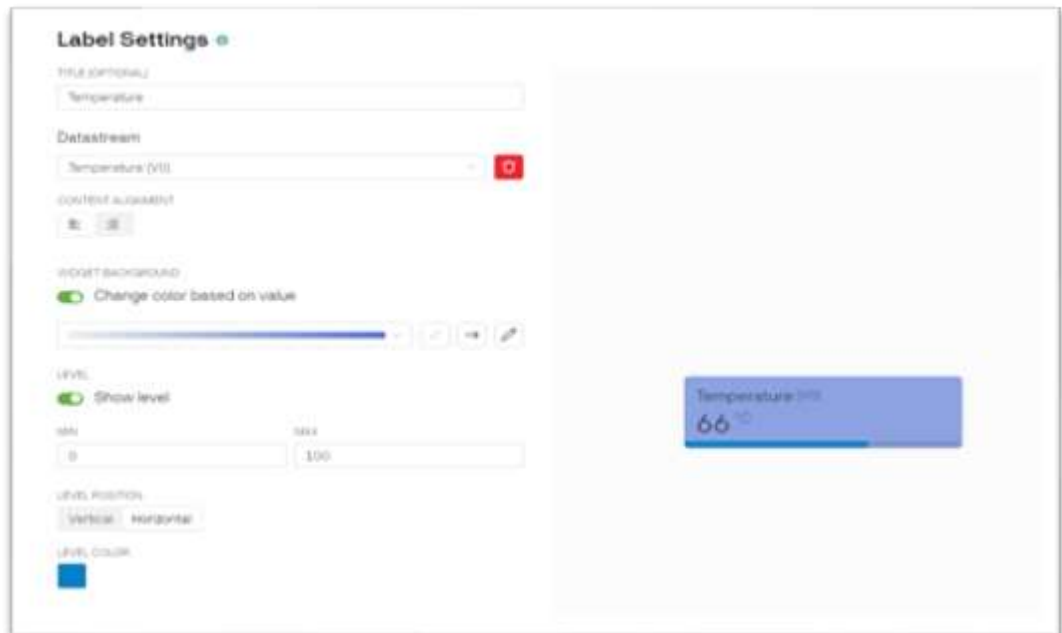 Label Settings
TITLE (OPTIONAL)
Temperature
Datastream
Temperature (V0)
CONTENT ALIGNMENT
WIDGET BACKGROUND
Change color based on value
LEVEL
Show level
MIN MAX
0 100
LEVEL POSITION
Vertical Horizontal
LEVEL COLOR
Temperature (V0)
66 °C